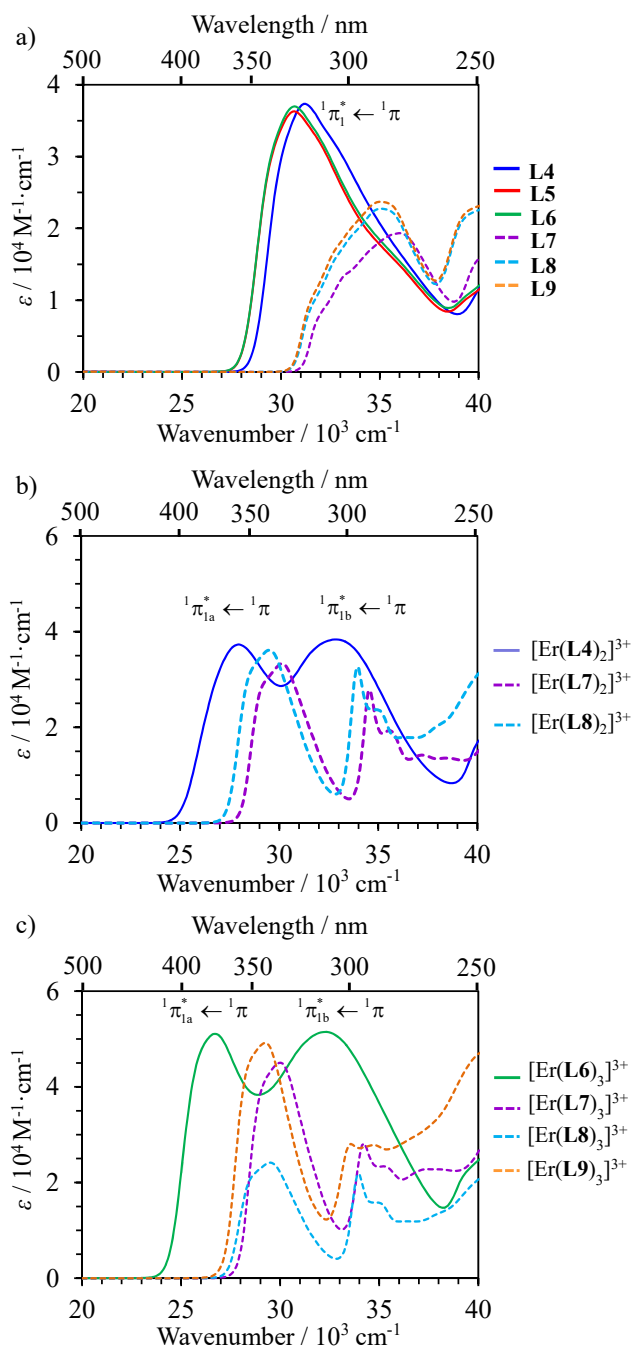 a)
Wavelength / nm
500 400 350 300 250
4
3
2
1
0
ε / 10⁴ M⁻¹·cm⁻¹
¹π₁* ← ¹π
L4
L5
L6
L7
L8
L9
20 25 30 35 40
Wavenumber / 10³ cm⁻¹
b)
Wavelength / nm
500 400 350 300 250
6
4
2
0
ε / 10⁴ M⁻¹·cm⁻¹
¹π₁ₐ* ← ¹π ¹π₁b* ← ¹π
[Er(L4)₂]³⁺
[Er(L7)₂]³⁺
[Er(L8)₂]³⁺
20 25 30 35 40
Wavenumber / 10³ cm⁻¹
c)
Wavelength / nm
500 400 350 300 250
6
4
2
0
ε / 10⁴ M⁻¹·cm⁻¹
¹π₁ₐ* ← ¹π ¹π₁b* ← ¹π
[Er(L6)₃]³⁺
[Er(L7)₃]³⁺
[Er(L8)₃]³⁺
[Er(L9)₃]³⁺
20 25 30 35 40
Wavenumber / 10³ cm⁻¹